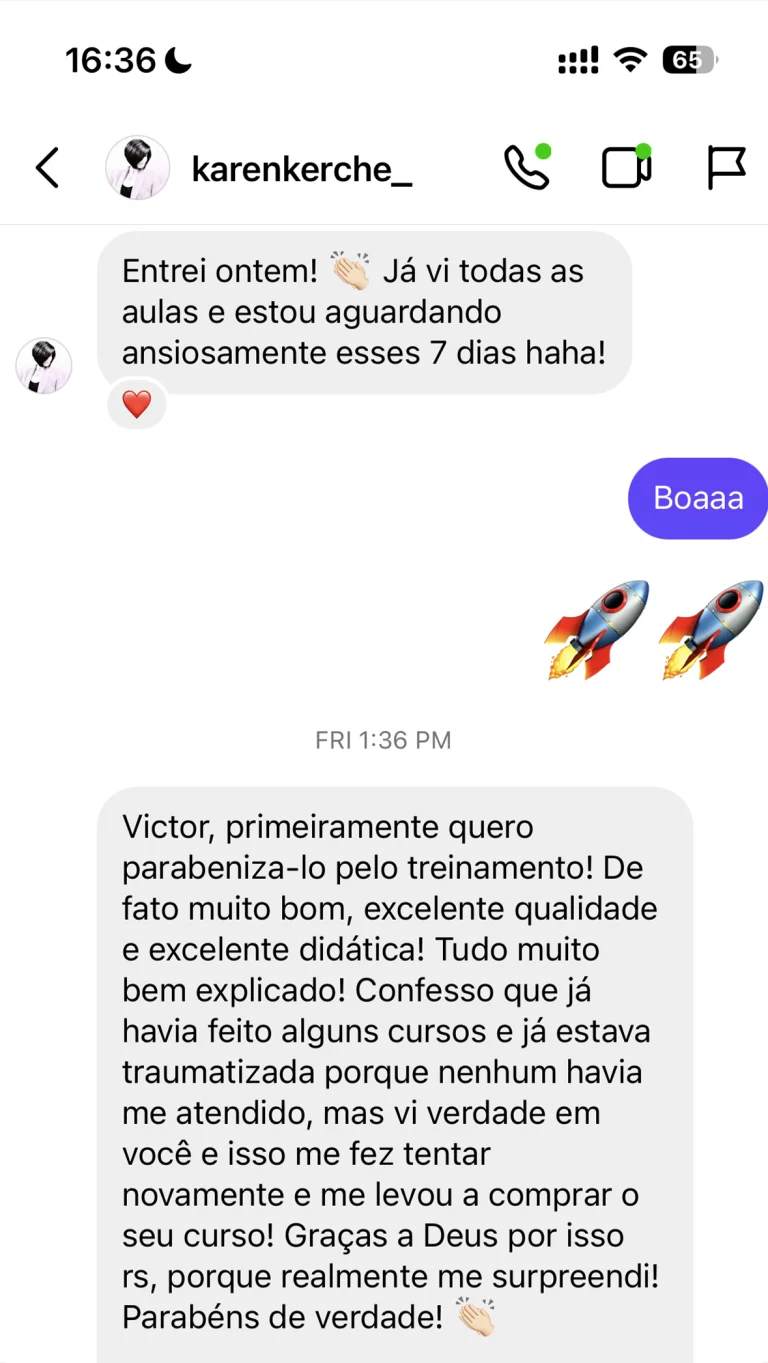 16:36
65
karenkerche_
Entrei ontem! 👏🏻 Já vi todas as
aulas e estou aguardando
ansiosamente esses 7 dias haha!
❤️
Boaaa
🚀🚀
FRI 1:36 PM
Victor, primeiramente quero
parabeniza-lo pelo treinamento! De
fato muito bom, excelente qualidade
e excelente didática! Tudo muito
bem explicado! Confesso que já
havia feito alguns cursos e já estava
traumatizada porque nenhum havia
me atendido, mas vi verdade em
você e isso me fez tentar
novamente e me levou a comprar o
seu curso! Graças a Deus por isso
rs, porque realmente me surpreendi!
Parabéns de verdade! 👏🏻